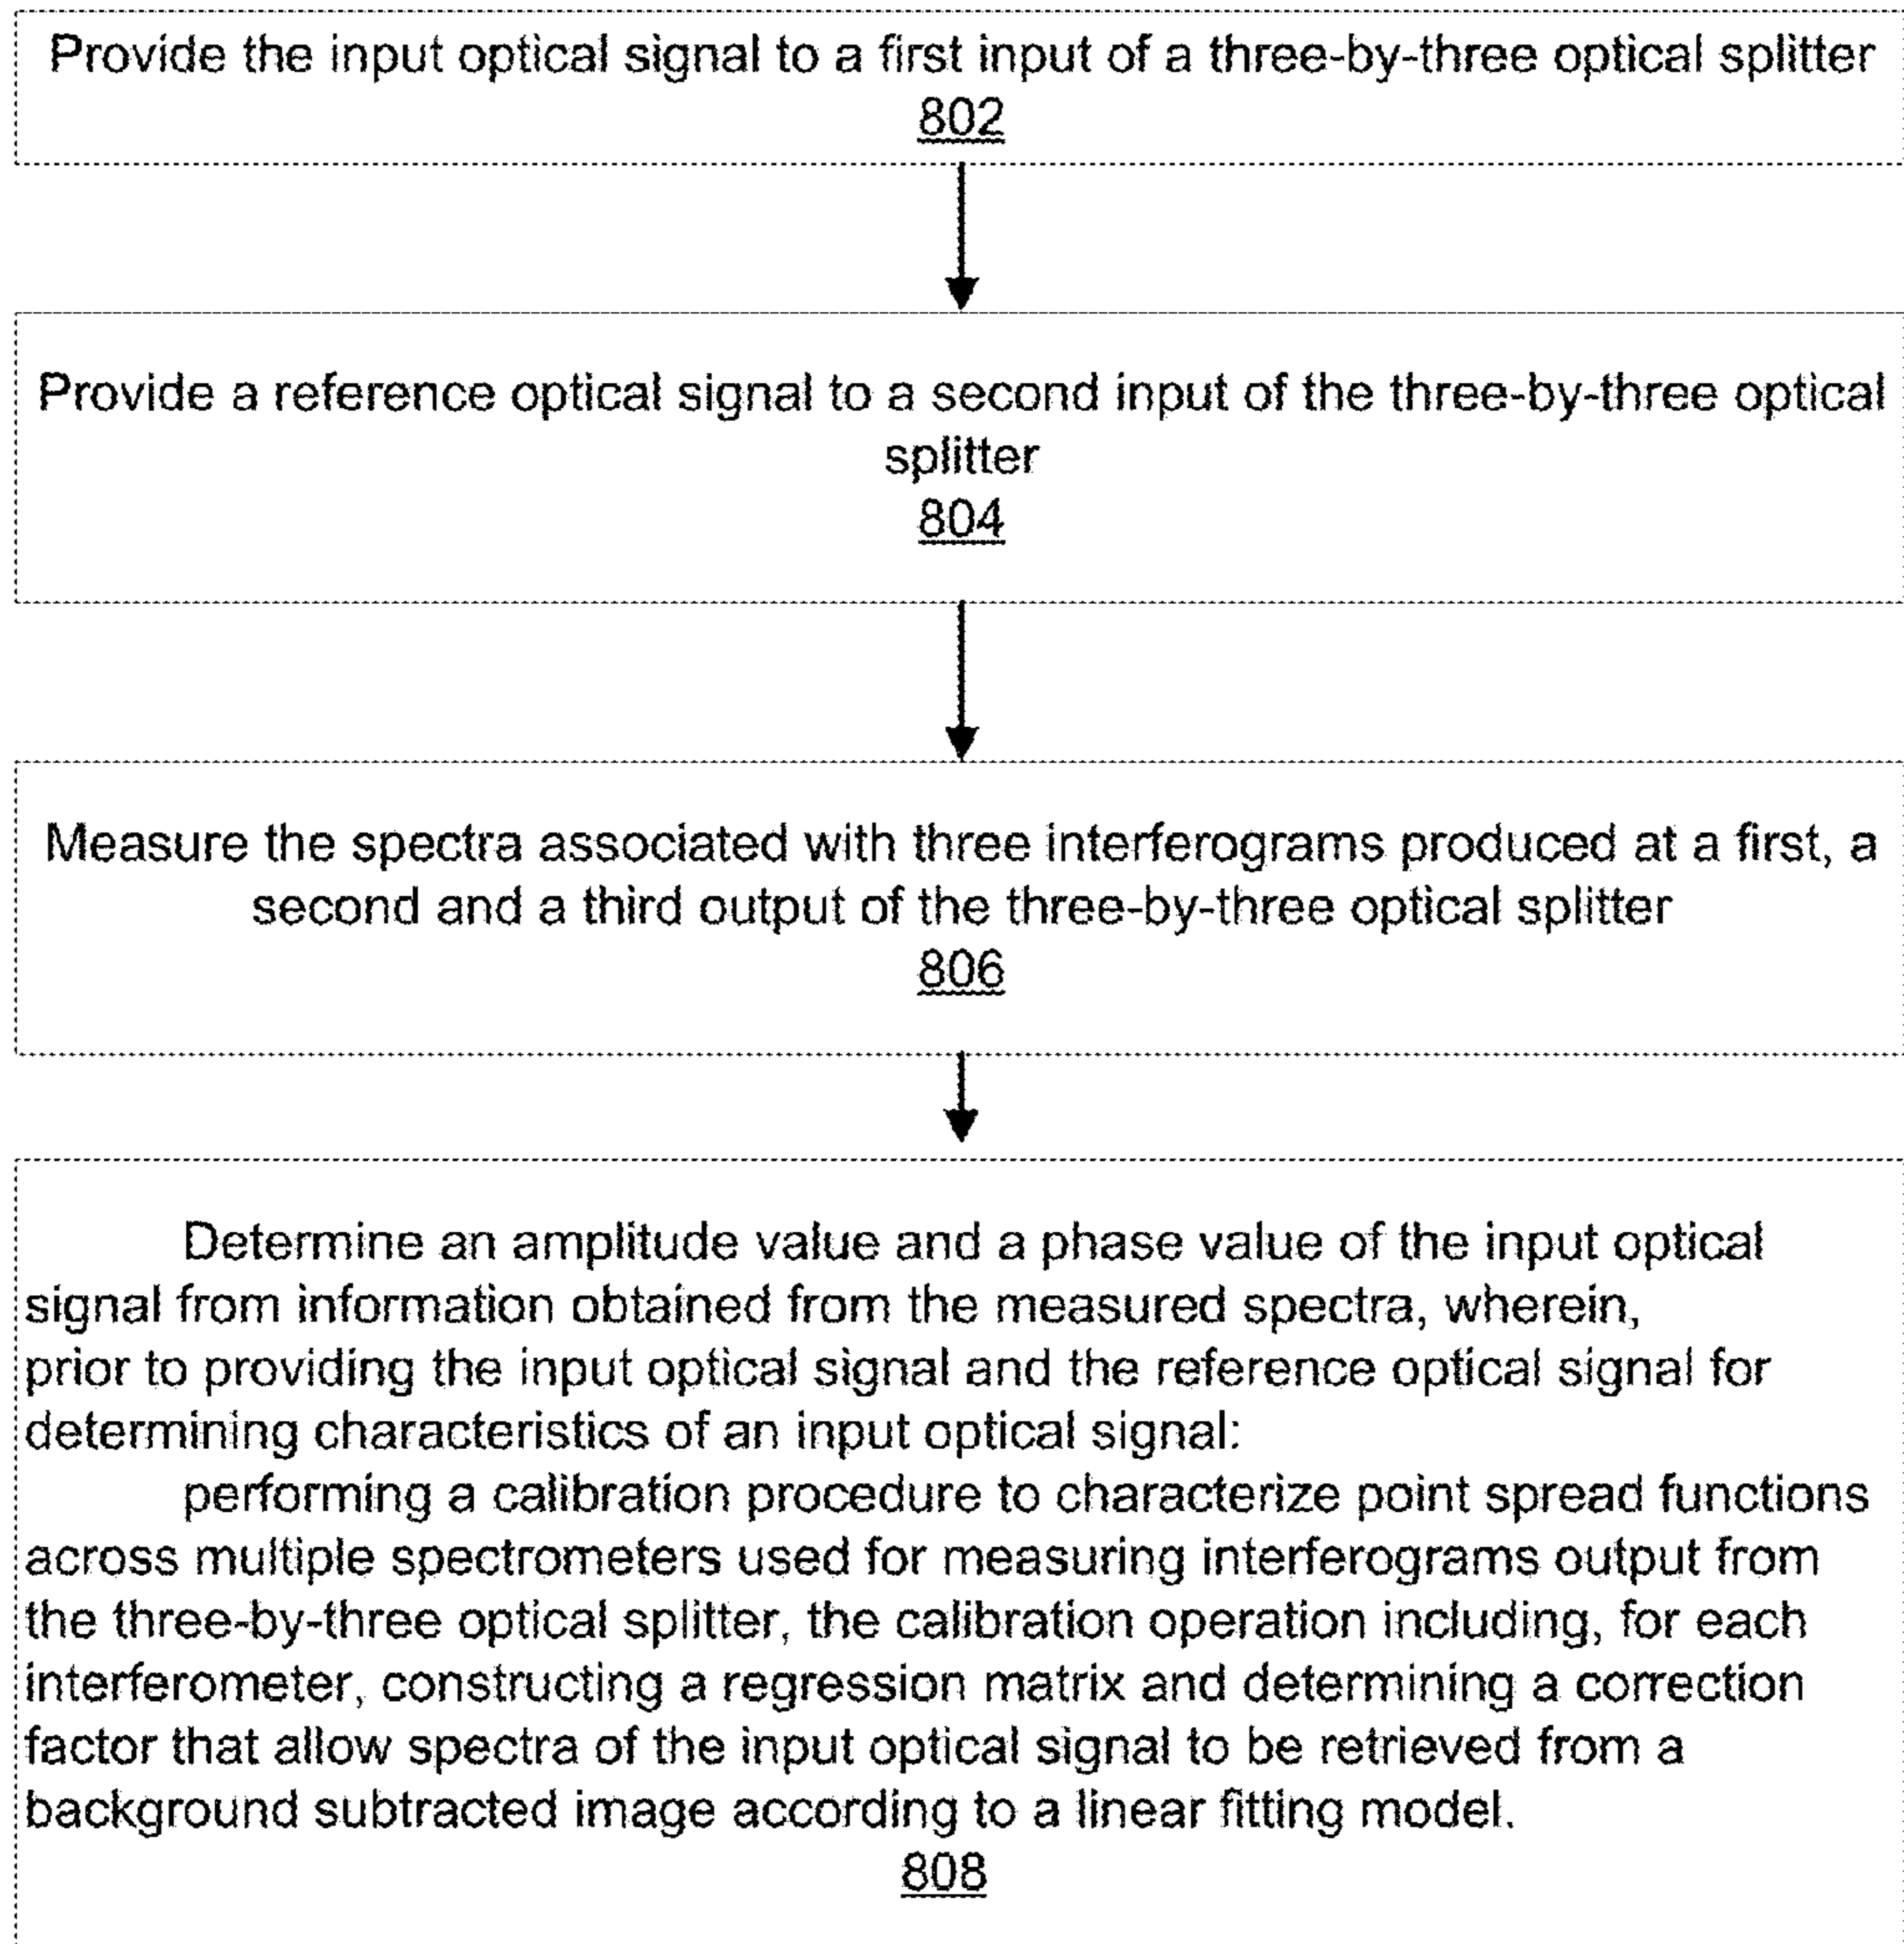 Provide the input optical signal to a first input of a three-by-three optical splitter
802
Provide a reference optical signal to a second input of the three-by-three optical
splitter
804
Measure the spectra associated with three interferograms produced at a first, a
second and a third output of the three-by-three optical splitter
806
Determine an amplitude value and a phase value of the input optical
signal from information obtained from the measured spectra, wherein,
prior to providing the input optical signal and the reference optical signal for
determining characteristics of an input optical signal:
performing a calibration procedure to characterize point spread functions
across multiple spectrometers used for measuring interferograms output from
the three-by-three optical splitter, the calibration operation including, for each
interferometer, constructing a regression matrix and determining a correction
factor that allow spectra of the input optical signal to be retrieved from a
background subtracted image according to a linear fitting model.
808